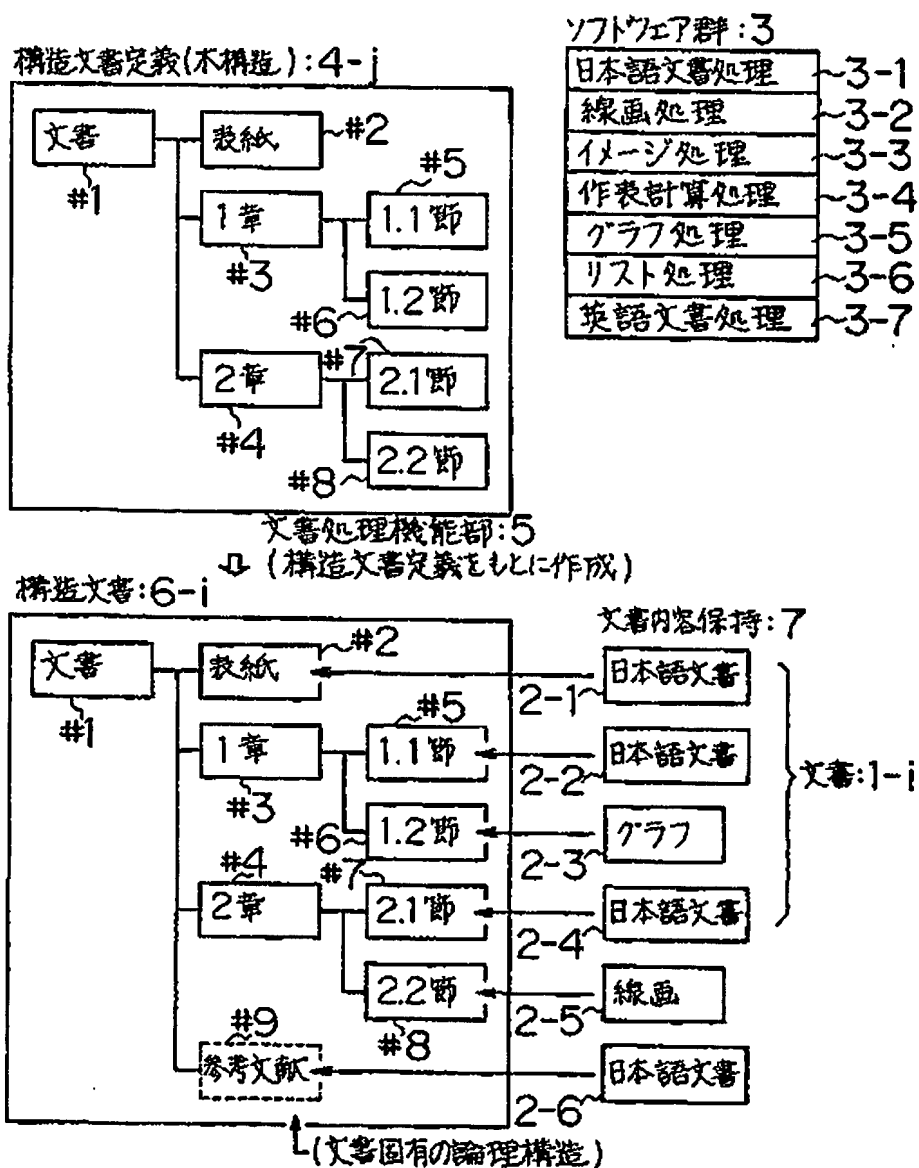 構造文書定義(木構造):4-i
文書
#1
表紙
#2
1章
#3
1.1節
#5
1.2節
#6
2章
#4
2.1節
#7
2.2節
#8
ソフトウェア群:3
日本語文書処理 3-1
線画処理 3-2
イメージ処理 3-3
作表計算処理 3-4
グラフ処理 3-5
リスト処理 3-6
英語文書処理 3-7
文書処理機能部:5
(構造文書定義をもとに作成)
構造文書:6-i
文書
#1
表紙
#2
1章
#3
1.1節
#5
1.2節
#6
2章
#4
2.1節
#7
2.2節
#8
参考文献
#9
(文書固有の論理構造)
文書内容保持:7
日本語文書
2-1
日本語文書
2-2
グラフ
2-3
日本語文書
2-4
線画
2-5
日本語文書
2-6
文書:1-i